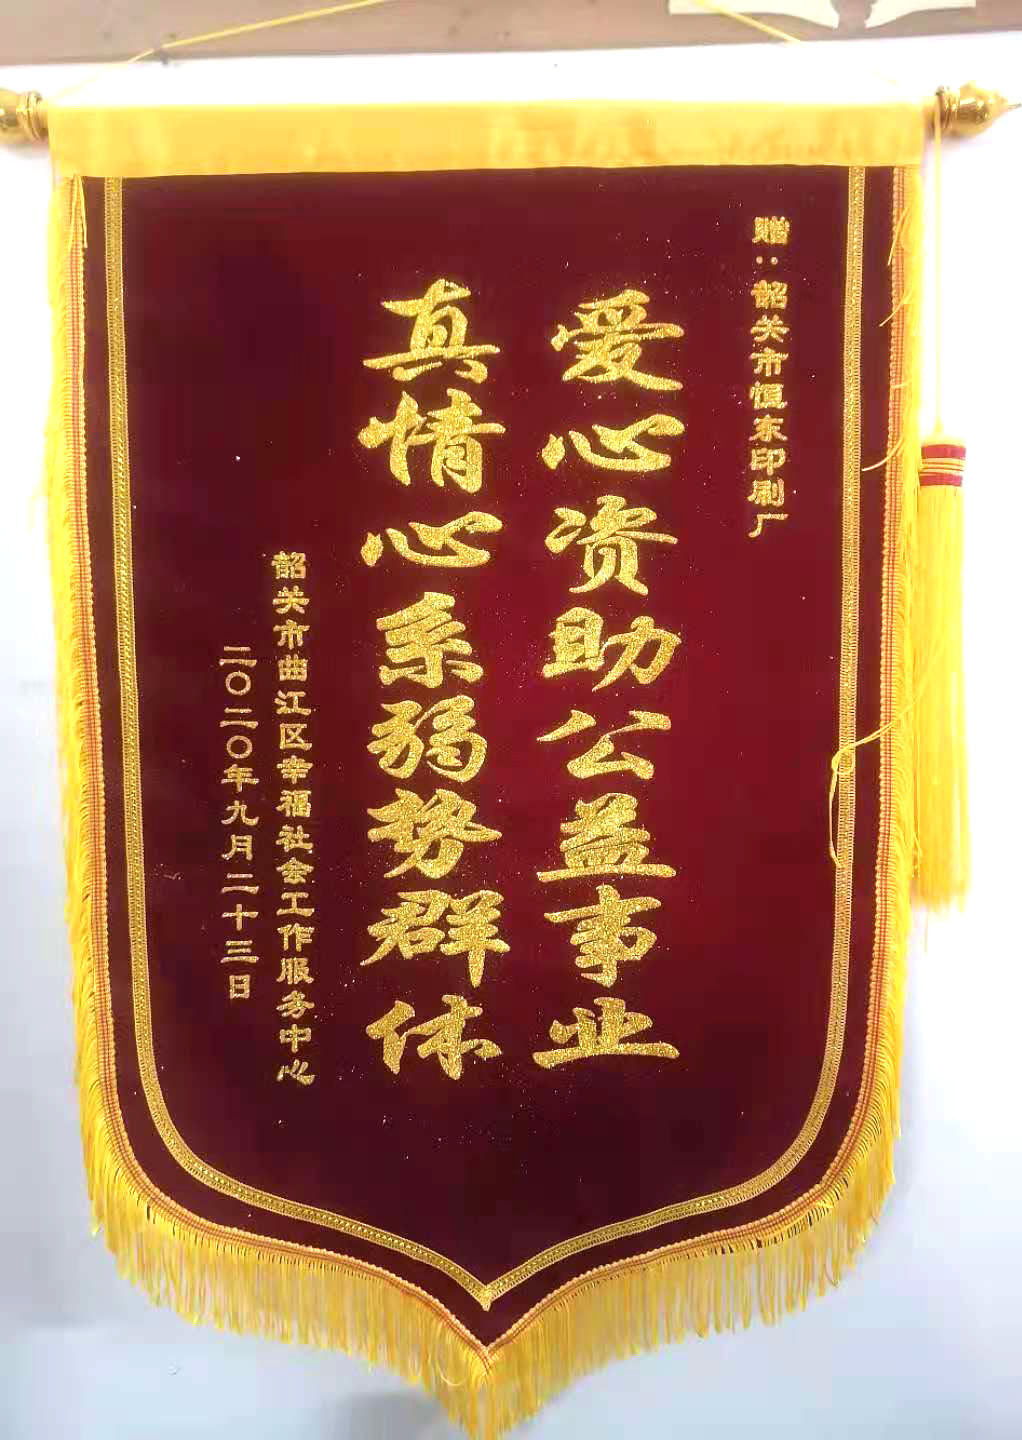 赠：韶关市恒东印刷厂
爱心资助公益事业
真情心系弱势群体
韶关市曲江区幸福社会工作服务中心
二〇二〇年九月二十三日